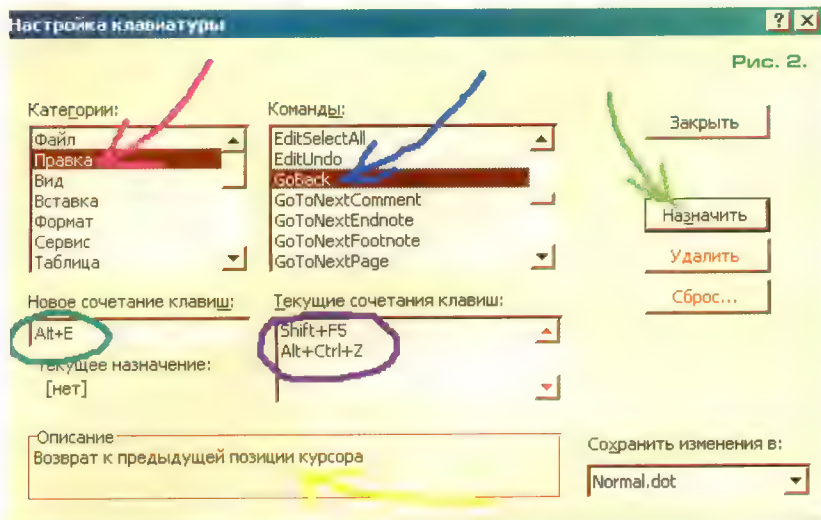 Настройка клавиатуры
Рис. 2.
Категории:
Файл
Правка
Вид
Вставка
Формат
Сервис
Таблица
Команды:
EditSelectAll
EditUndo
GoBack
GoToNextComment
GoToNextEndnote
GoToNextFootnote
GoToNextPage
Закрыть
Назначить
Удалить
Сброс...
Новое сочетание клавиш:
Alt+E
Текущие сочетания клавиш:
Shift+F5
Alt+Ctrl+Z
Текущее назначение:
[нет]
Описание
Возврат к предыдущей позиции курсора
Сохранить изменения в:
Normal.dot